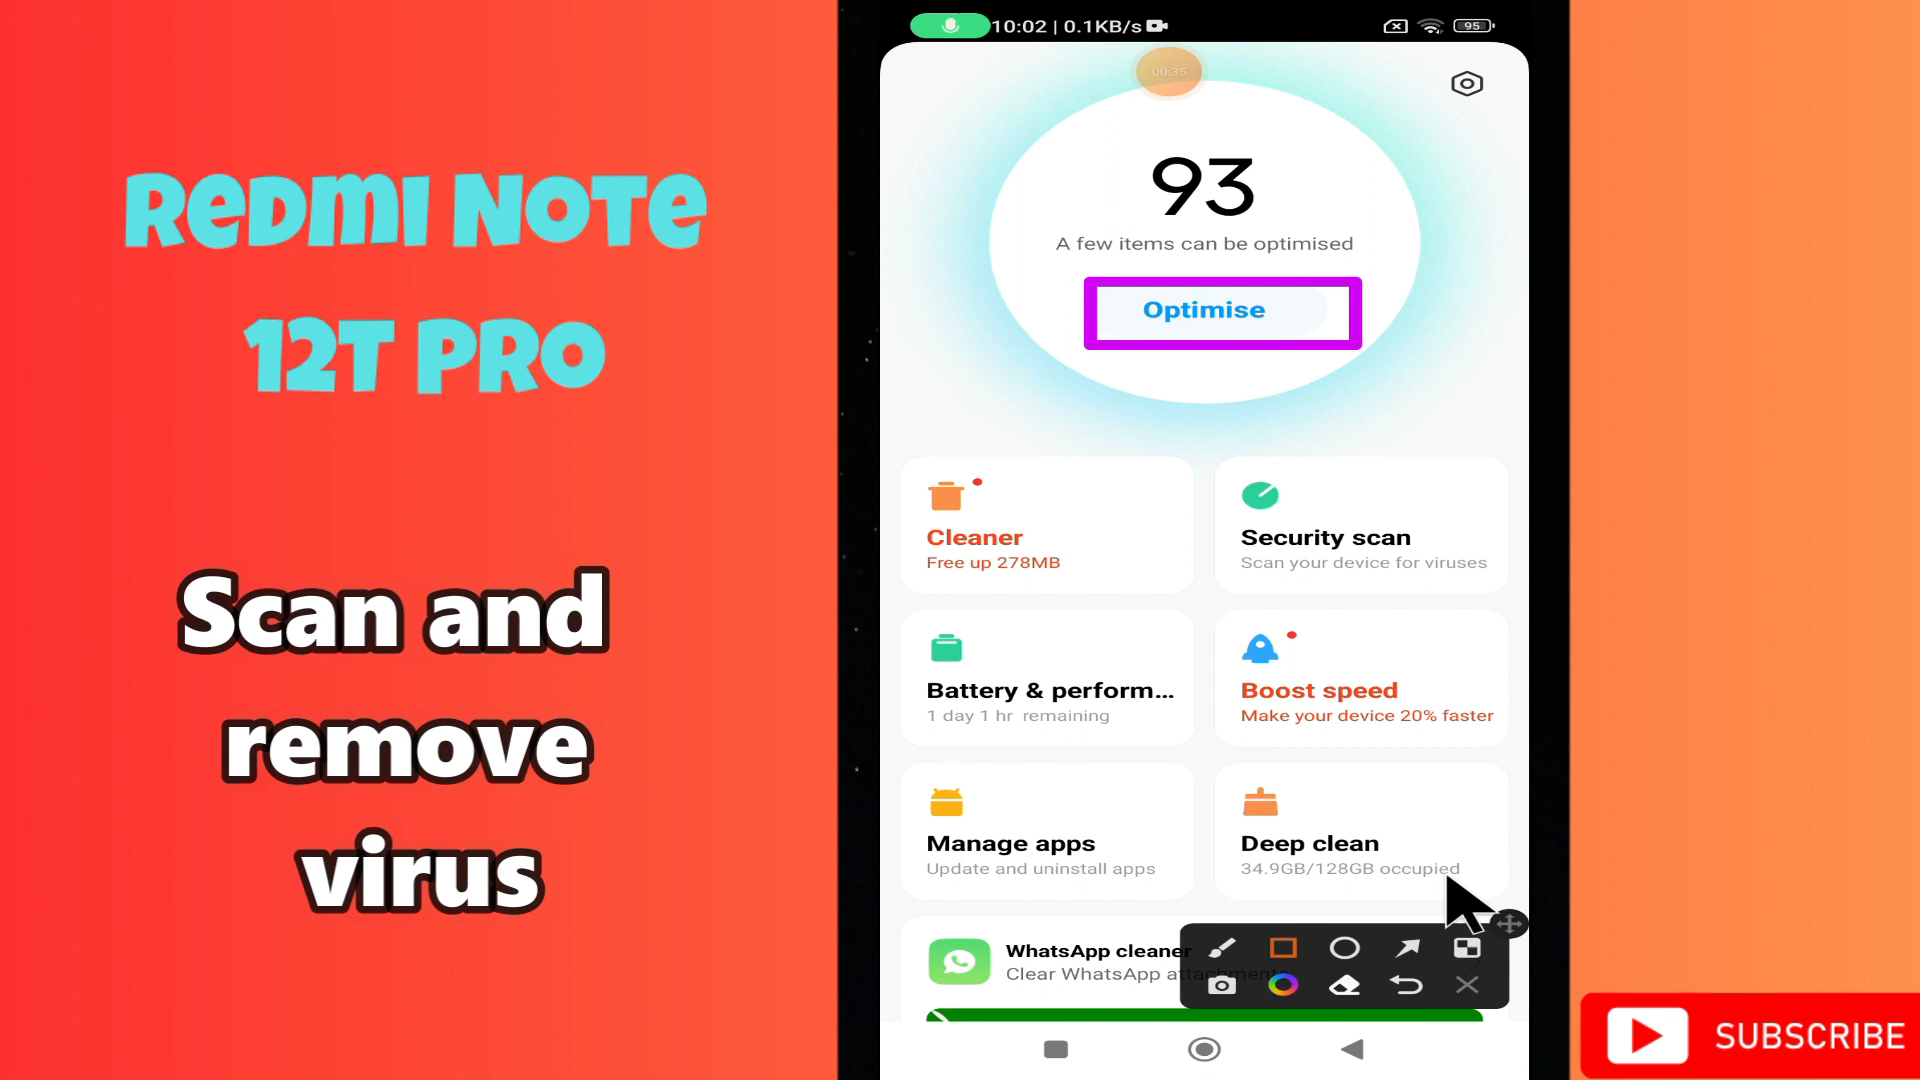 Redmi Note
12T Pro
Scan and
remove
virus
10:02 | 0.1KB/s
95
00:35
93
A few items can be optimised
Optimise
Cleaner
Free up 278MB
Security scan
Scan your device for viruses
Battery & perform...
1 day 1 hr remaining
Boost speed
Make your device 20% faster
Manage apps
Update and uninstall apps
Deep clean
34.9GB/128GB occupied
WhatsApp cleaner
Clear WhatsApp attachments
SUBSCRIBE